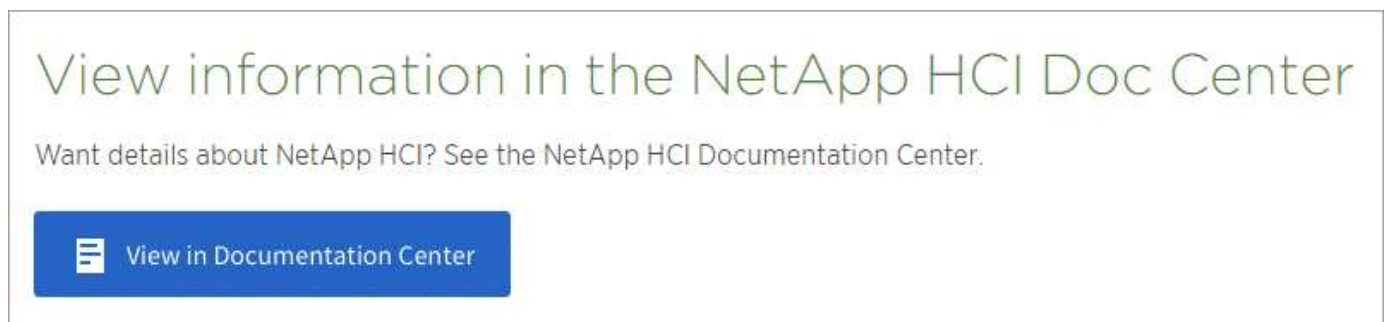 View information in the NetApp HCI Doc Center
Want details about NetApp HCI? See the NetApp HCI Documentation Center.
View in Documentation Center